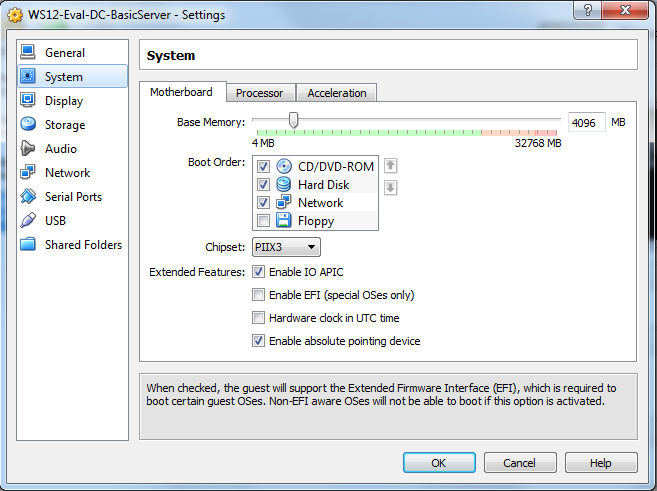 WS12-Eval-DC-BasicServer - Settings
General
System
Display
Storage
Audio
Network
Serial Ports
USB
Shared Folders
System
Motherboard Processor Acceleration
Base Memory: 4096 MB
4 MB 32768 MB
Boot Order: CD/DVD-ROM
Hard Disk
Network
Floppy
Chipset: PIIX3
Extended Features: Enable IO APIC
Enable EFI (special OSes only)
Hardware clock in UTC time
Enable absolute pointing device
When checked, the guest will support the Extended Firmware Interface (EFI), which is required to
boot certain guest OSes. Non-EFI aware OSes will not be able to boot if this option is activated.
OK Cancel Help